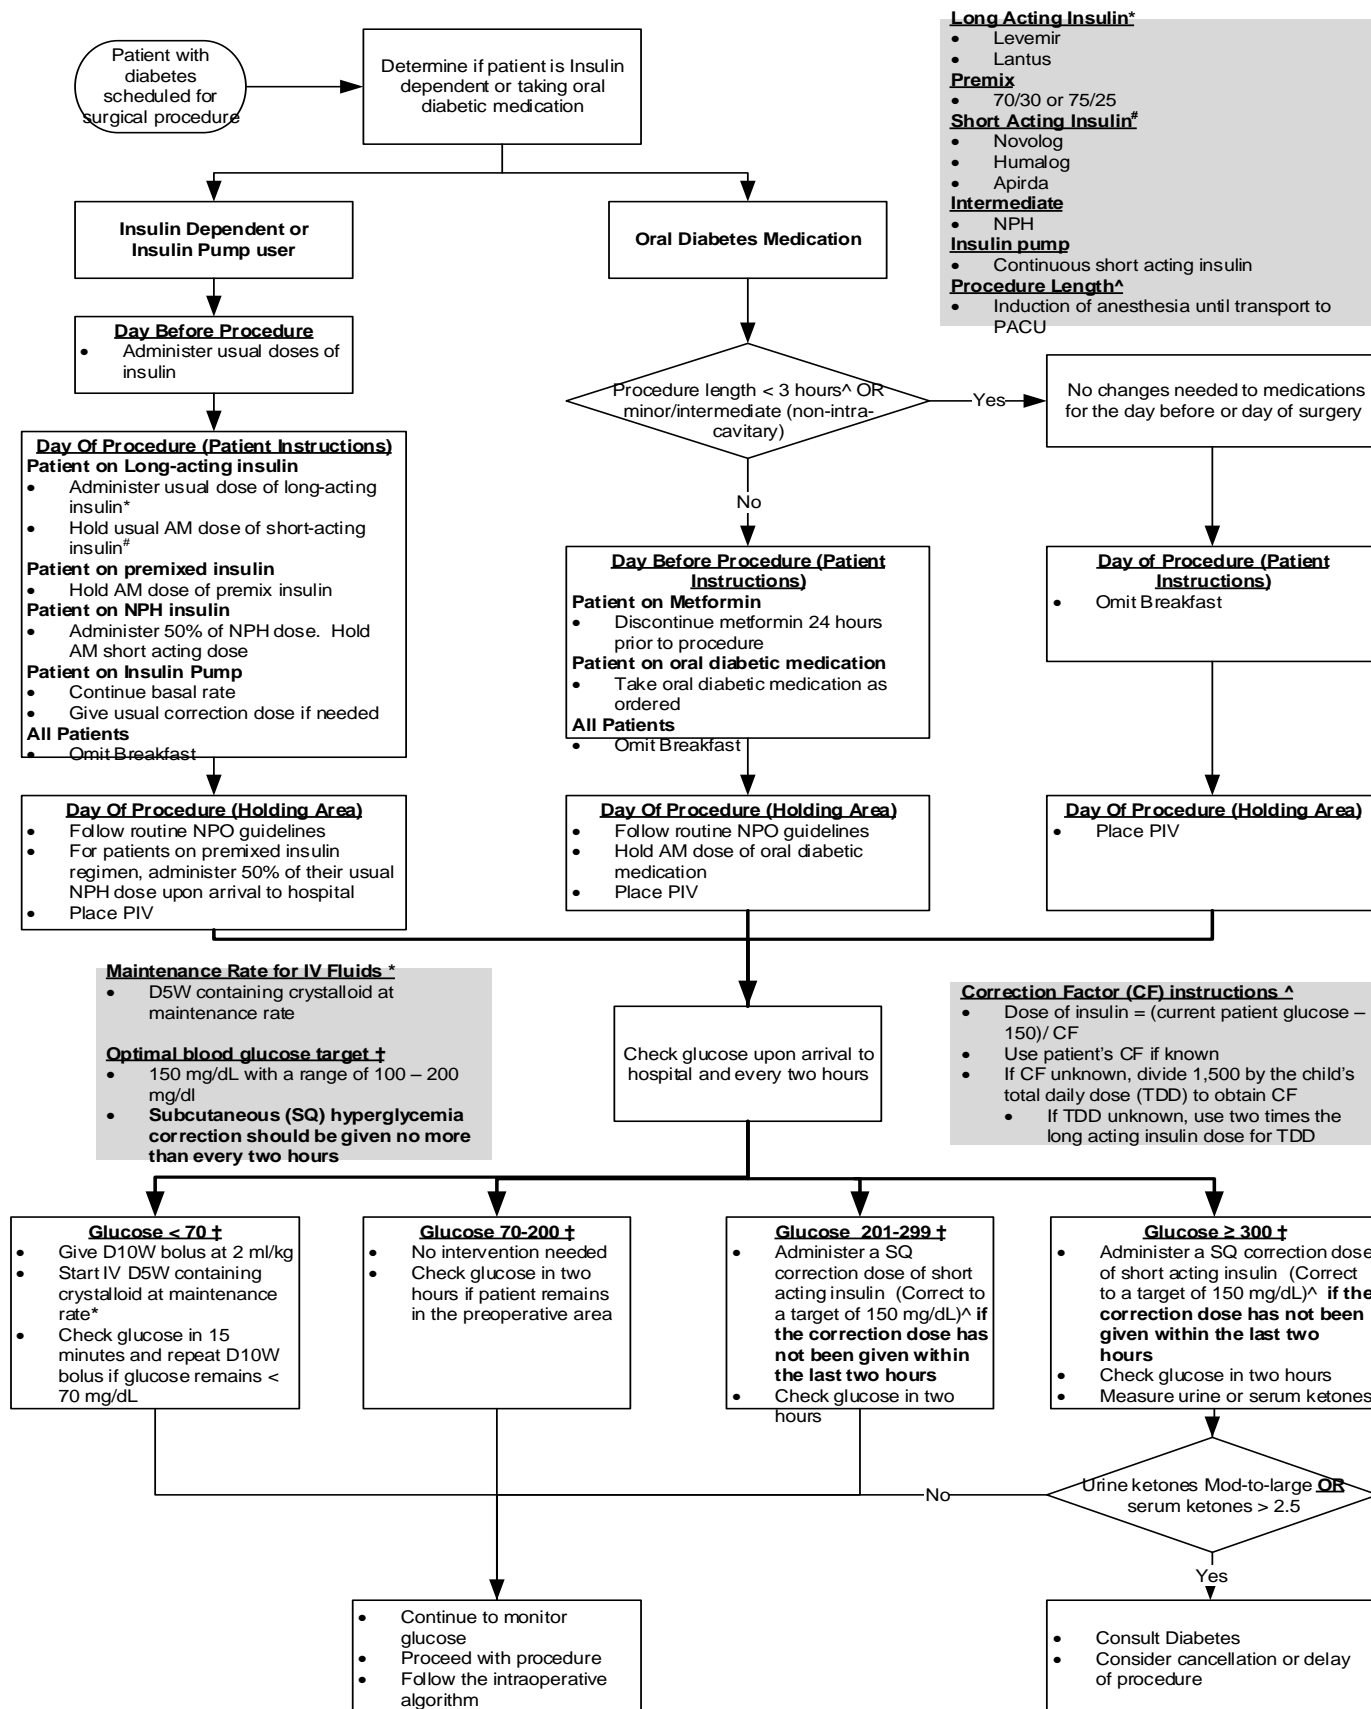 Patient with
diabetes
scheduled for
surgical procedure
Determine if patient is Insulin
dependent or taking oral
diabetic medication
Long Acting Insulin*
• Levemir
• Lantus
Premix
• 70/30 or 75/25
Short Acting Insulin#
• Novolog
• Humalog
• Apirda
Intermediate
• NPH
Insulin pump
• Continuous short acting insulin
Procedure Length^
• Induction of anesthesia until transport to
PACU
Insulin Dependent or
Insulin Pump user
Oral Diabetes Medication
Day Before Procedure
• Administer usual doses of
insulin
Procedure length < 3 hours^ OR
minor/intermediate (non-intra-
cavitary)
Yes
No changes needed to medications
for the day before or day of surgery
No
Day Of Procedure (Patient Instructions)
Patient on Long-acting insulin
• Administer usual dose of long-acting
insulin*
• Hold usual AM dose of short-acting
insulin#
Patient on premixed insulin
• Hold AM dose of premix insulin
Patient on NPH insulin
• Administer 50% of NPH dose. Hold
AM short acting dose
Patient on Insulin Pump
• Continue basal rate
• Give usual correction dose if needed
All Patients
• Omit Breakfast
Day Before Procedure (Patient
Instructions)
Patient on Metformin
• Discontinue metformin 24 hours
prior to procedure
Patient on oral diabetic medication
• Take oral diabetic medication as
ordered
All Patients
• Omit Breakfast
Day of Procedure (Patient
Instructions)
• Omit Breakfast
Day Of Procedure (Holding Area)
• Follow routine NPO guidelines
• For patients on premixed insulin
regimen, administer 50% of their usual
NPH dose upon arrival to hospital
• Place PIV
Day Of Procedure (Holding Area)
• Follow routine NPO guidelines
• Hold AM dose of oral diabetic
medication
• Place PIV
Day Of Procedure (Holding Area)
• Place PIV
Maintenance Rate for IV Fluids *
• D5W containing crystalloid at
maintenance rate
Optimal blood glucose target †
• 150 mg/dL with a range of 100 – 200
mg/dl
• Subcutaneous (SQ) hyperglycemia
correction should be given no more
than every two hours
Check glucose upon arrival to
hospital and every two hours
Correction Factor (CF) instructions ^
• Dose of insulin = (current patient glucose –
150)/ CF
• Use patient's CF if known
• If CF unknown, divide 1,500 by the child's
total daily dose (TDD) to obtain CF
• If TDD unknown, use two times the
long acting insulin dose for TDD
Glucose < 70 †
• Give D10W bolus at 2 ml/kg
• Start IV D5W containing
crystalloid at maintenance
rate*
• Check glucose in 15
minutes and repeat D10W
bolus if glucose remains <
70 mg/dL
Glucose 70-200 †
• No intervention needed
• Check glucose in two
hours if patient remains
in the preoperative area
Glucose 201-299 †
• Administer a SQ
correction dose of short
acting insulin (Correct to
a target of 150 mg/dL)^ if
the correction dose has
not been given within
the last two hours
• Check glucose in two
hours
Glucose ≥ 300 †
• Administer a SQ correction dose
of short acting insulin (Correct
to a target of 150 mg/dL)^ if the
correction dose has not been
given within the last two
hours
• Check glucose in two hours
• Measure urine or serum ketones
Urine ketones Mod-to-large OR
serum ketones > 2.5
No
Yes
• Continue to monitor
glucose
• Proceed with procedure
• Follow the intraoperative
algorithm
• Consult Diabetes
• Consider cancellation or delay
of procedure